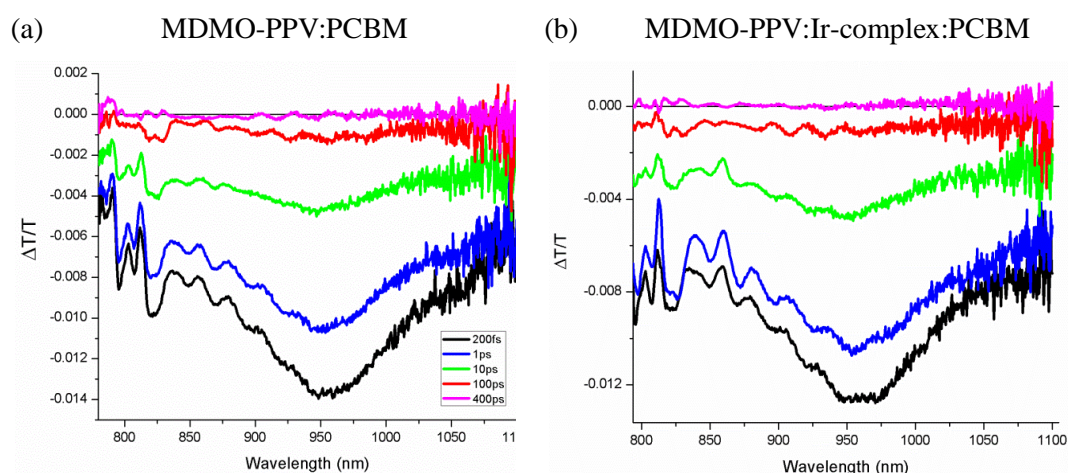 (a) MDMO-PPV:PCBM
0.002
0.000
-0.002
-0.004
-0.006
-0.008
-0.010
-0.012
-0.014
ΔT/T
200fs
1ps
10ps
100ps
400ps
800 850 900 950 1000 1050 11
Wavelength (nm)
(b) MDMO-PPV:Ir-complex:PCBM
0.000
-0.004
-0.008
-0.012
ΔT/T
800 850 900 950 1000 1050 1100
Wavelength (nm)